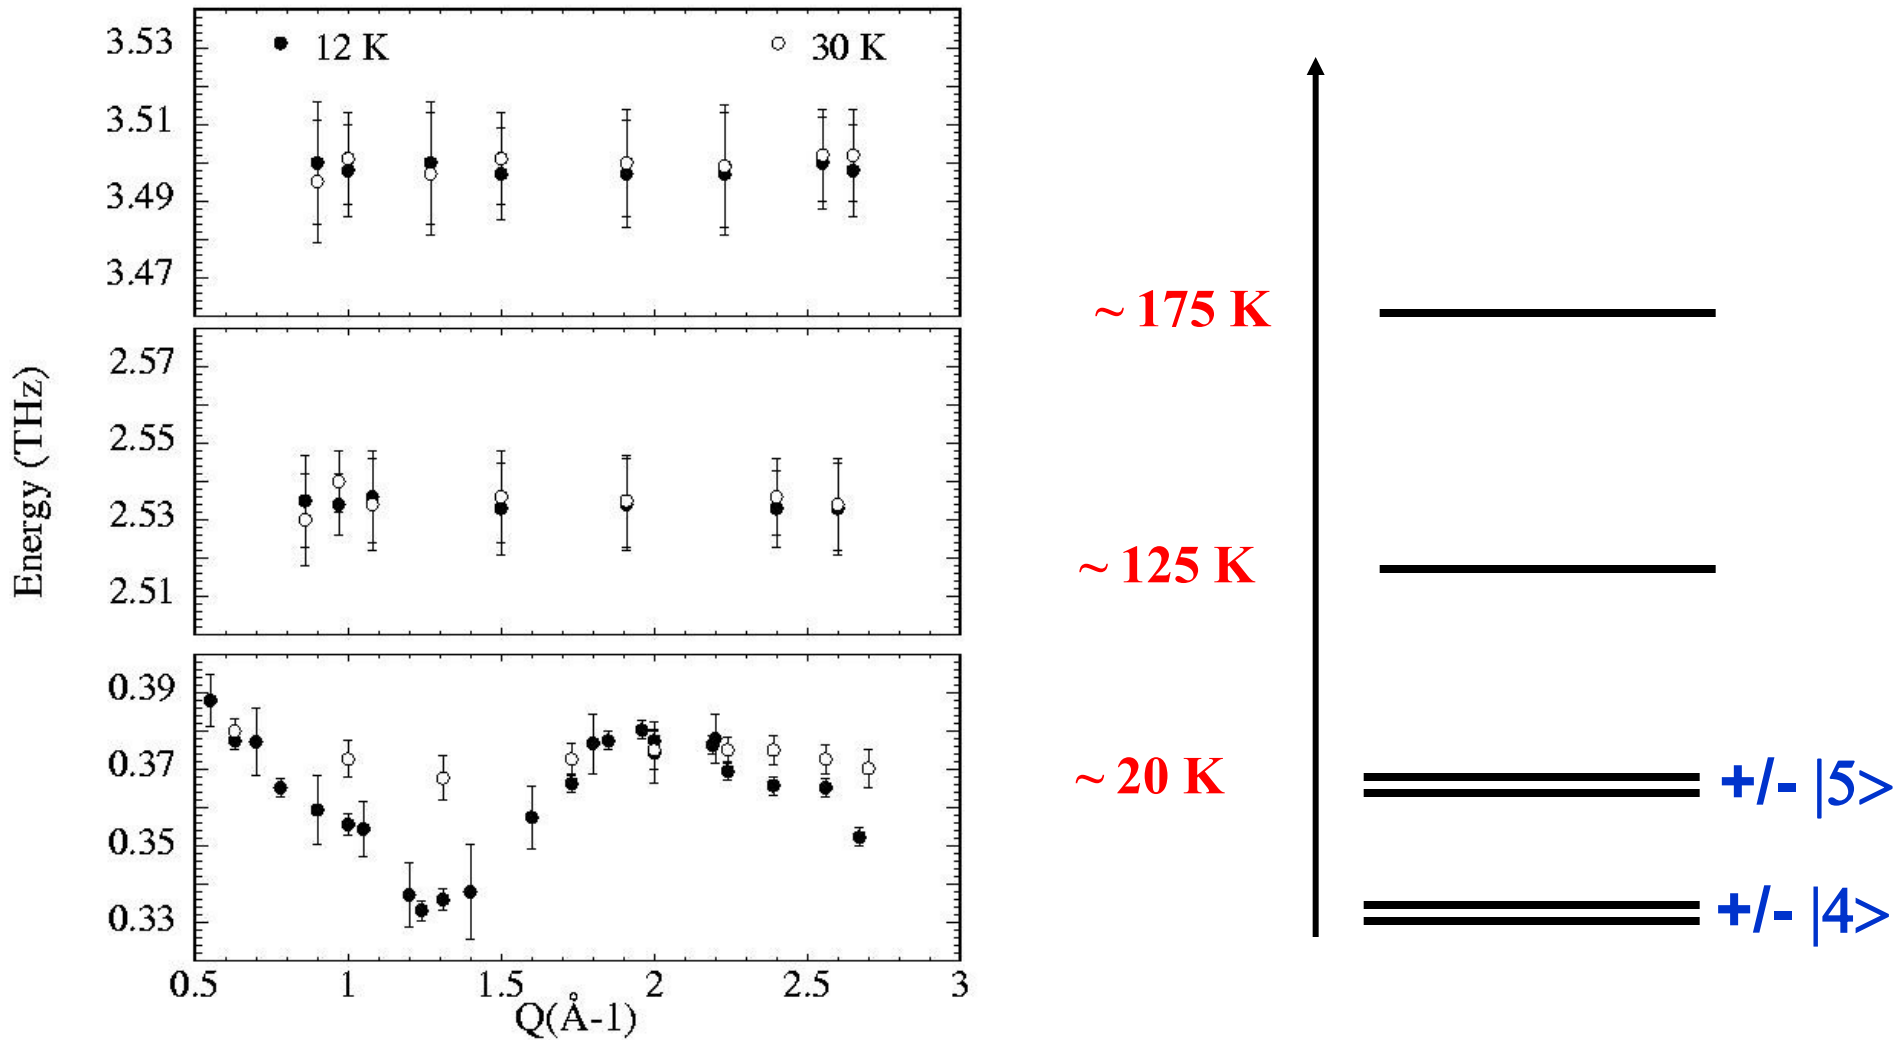 12 K
30 K
3.53
3.51
3.49
3.47
2.57
2.55
2.53
2.51
0.39
0.37
0.35
0.33
0.5
1
1.5
2
2.5
3
Energy (THz)
Q(Å-1)
~ 175 K
~ 125 K
~ 20 K
+/- |5>
+/- |4>